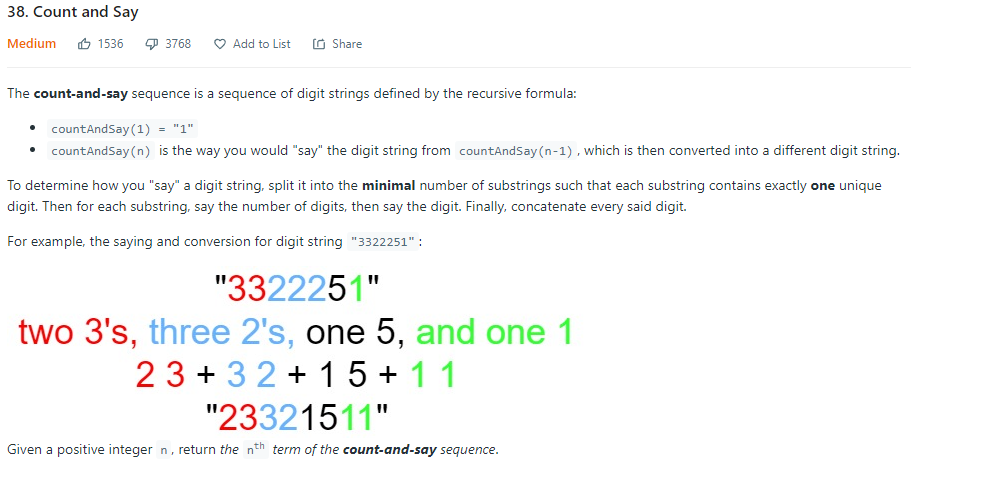 38. Count and Say
Medium 1536 3768 Add to List Share
The count-and-say sequence is a sequence of digit strings defined by the recursive formula:
• countAndSay(1) = "1"
• countAndSay(n) is the way you would "say" the digit string from countAndSay(n-1) , which is then converted into a different digit string.
To determine how you "say" a digit string, split it into the minimal number of substrings such that each substring contains exactly one unique
digit. Then for each substring, say the number of digits, then say the digit. Finally, concatenate every said digit.
For example, the saying and conversion for digit string "3322251" :
"3322251"
two 3's, three 2's, one 5, and one 1
2 3 + 3 2 + 1 5 + 1 1
"23321511"
Given a positive integer n , return the nth term of the count-and-say sequence.